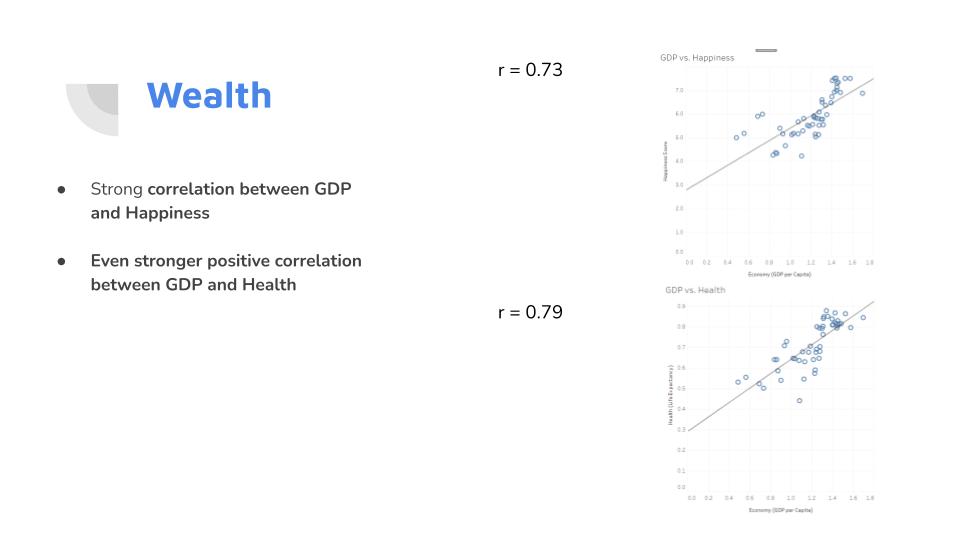 Wealth
● Strong correlation between GDP
and Happiness
● Even stronger positive correlation
between GDP and Health
r = 0.73
GDP vs. Happiness
Happiness Score
7.0
6.0
5.0
4.0
3.0
2.0
1.0
0.0
0.0 0.2 0.4 0.6 0.8 1.0 1.2 1.4 1.6 1.8
Economy (GDP per Capita)
r = 0.79
GDP vs. Health
Health (Life Expectancy)
0.9
0.8
0.7
0.6
0.5
0.4
0.3
0.2
0.1
0.0
0.0 0.2 0.4 0.6 0.8 1.0 1.2 1.4 1.6 1.8
Economy (GDP per Capita)